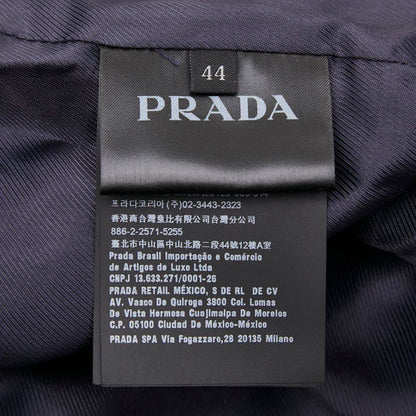 44
PRADA
프라다코리아(주) 02-3443-2323
香港商台灣意比有限公司台灣分公司
886-2-2571-5255
臺北市中山區中山北路二段44號12樓A室
Prada Brasil Importação e Comércio
de Artigos de Luxo Ltda
CNPJ 13.633.271/0001-26
PRADA RETAIL MÉXICO, S DE RL DE CV
AV. Vasco De Quiroga 3800 Col. Lomas
De Vista Hermosa Cuajimalpa De Morelos
C.P. 05100 Ciudad De México-México
PRADA SPA Via Fogazzaro,28 20135 Milano